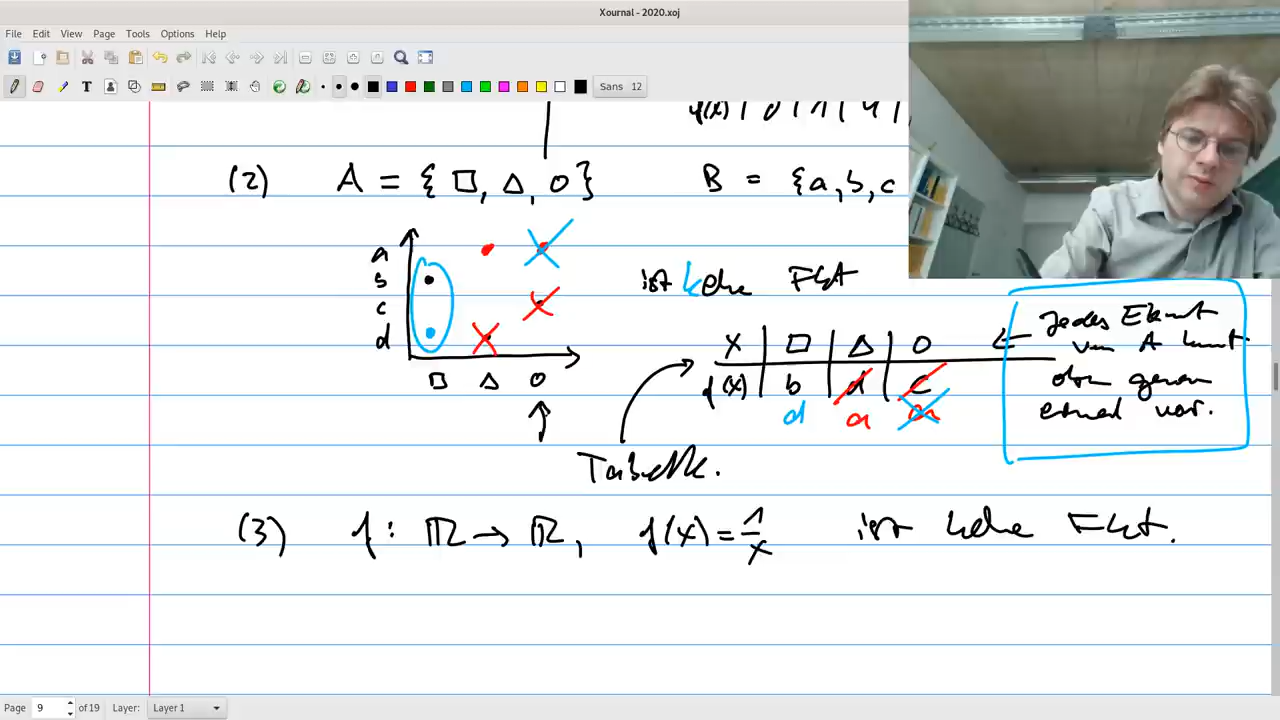 Xournal - 2020.xoj
File Edit View Page Tools Options Help
Sans 12
(2) A = {□, △, ○} B = {a, b, c
a
b
c
d
□ △ ○
ist keine Fkt
x □ △ ○
f(x) b d c
d a a
Jedes Element
von A kommt
oben genau
einmal vor.
Tabelle.
(3) f: ℝ → ℝ, f(x) = 1/x ist keine Fkt.
Page 9 of 19 Layer: Layer 1